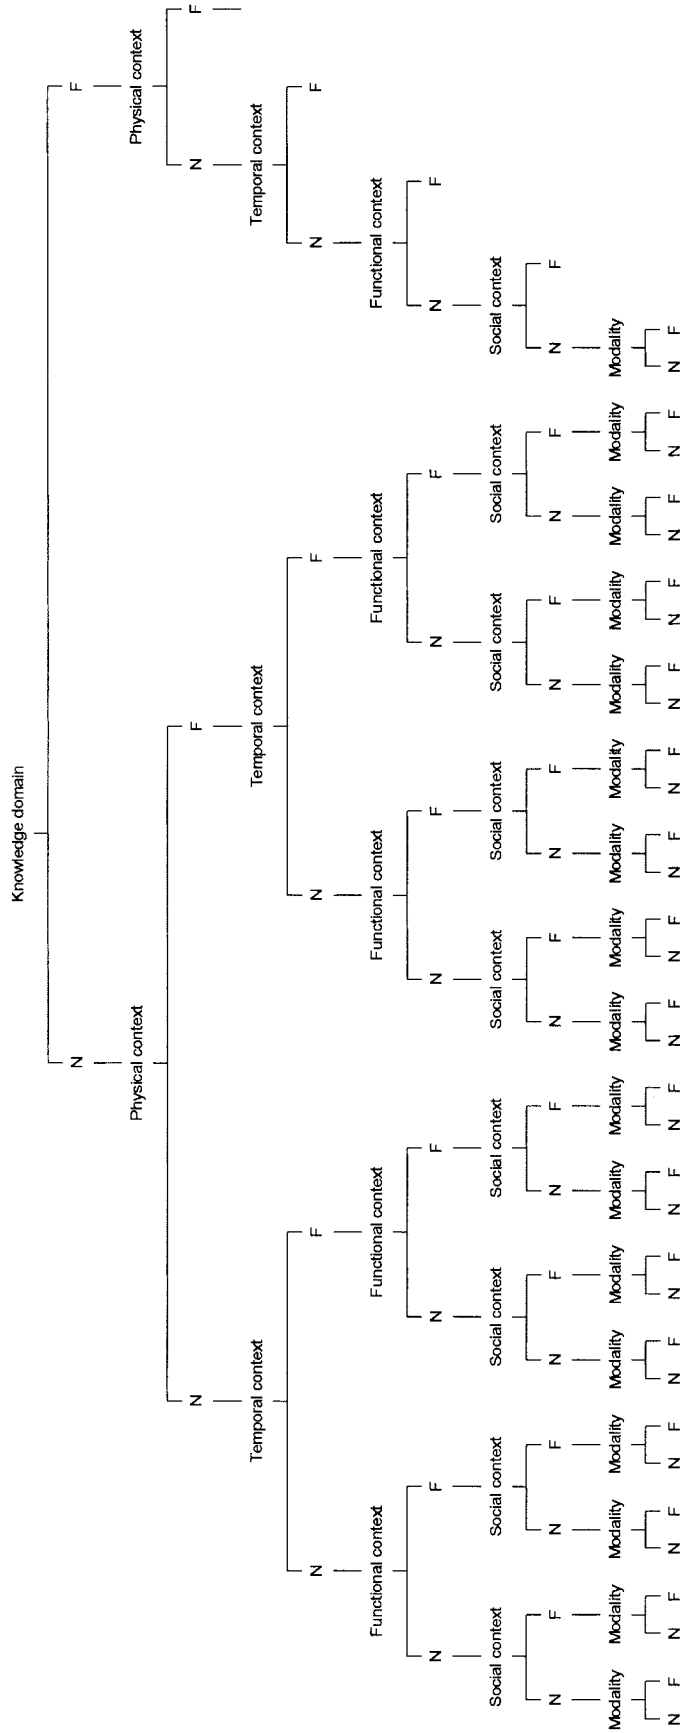 Knowledge domain
N F
Physical context Physical context
N F N F
Temporal context Temporal context Temporal context
N F N F N F
Functional context Functional context Functional context Functional context Functional context
N F N F N F N F N F
Social context Social context Social context Social context Social context Social context Social context Social context Social context
N F N F N F N F N F N F N F N F N F
Modality Modality Modality Modality Modality Modality Modality Modality Modality Modality Modality Modality Modality Modality Modality Modality Modality
N F N F N F N F N F N F N F N F N F N F N F N F N F N F N F N F N F